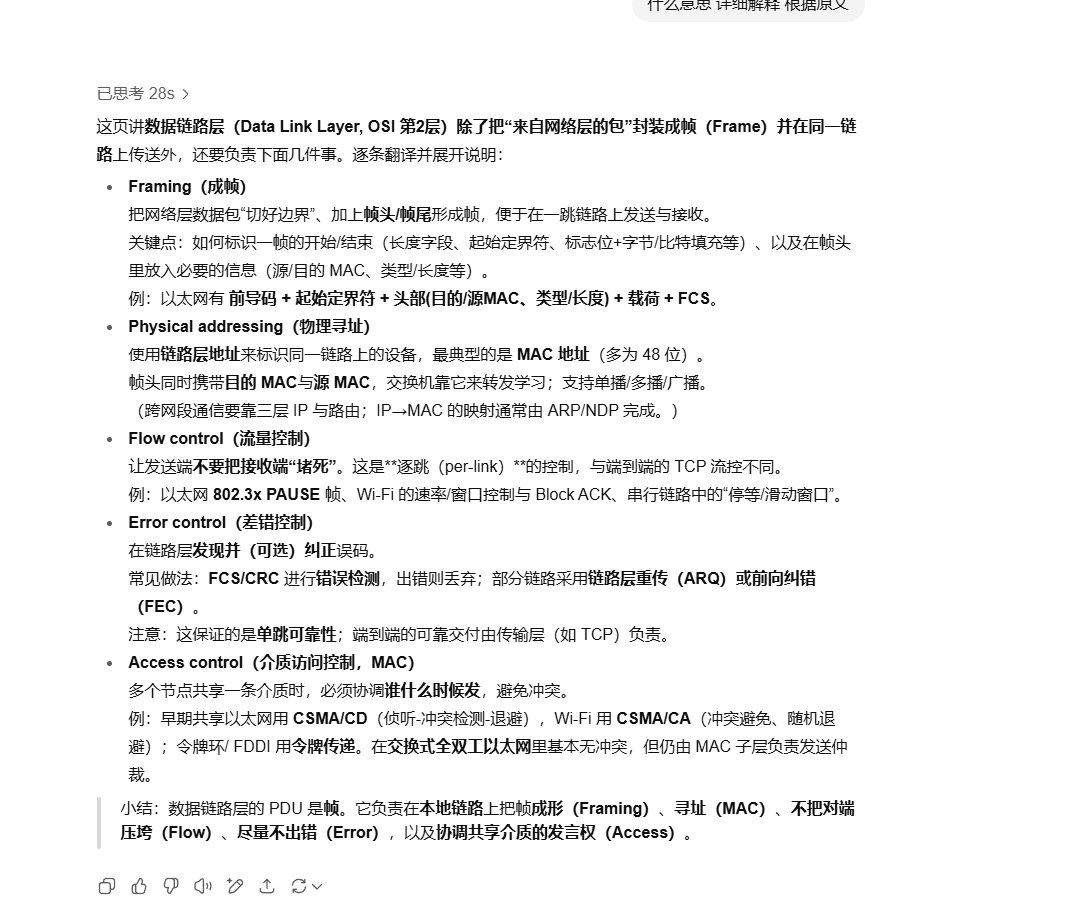 什么意思 详细解释 根据原文
已思考 28s >
这页讲数据链路层（Data Link Layer, OSI 第2层）除了把“来自网络层的包”封装成帧（Frame）并在同一链
路上传送外，还要负责下面几件事。逐条翻译并展开说明：
• Framing（成帧）
把网络层数据包“切好边界”、加上帧头/帧尾形成帧，便于在一跳链路上发送与接收。
关键点：如何标识一帧的开始/结束（长度字段、起始定界符、标志位+字节/比特填充等）、以及在帧头
里放入必要的信息（源/目的 MAC、类型/长度等）。
例：以太网有 前导码 + 起始定界符 + 头部(目的/源MAC、类型/长度) + 载荷 + FCS。
• Physical addressing（物理寻址）
使用链路层地址来标识同一链路上的设备，最典型的是 MAC 地址（多为 48 位）。
帧头同时携带目的 MAC与源 MAC，交换机靠它来转发学习；支持单播/多播/广播。
（跨网段通信要靠三层 IP 与路由；IP→MAC 的映射通常由 ARP/NDP 完成。）
• Flow control（流量控制）
让发送端不要把接收端“堵死”。这是**逐跳（per-link）**的控制，与端到端的 TCP 流控不同。
例：以太网 802.3x PAUSE 帧、Wi-Fi 的速率/窗口控制与 Block ACK、串行链路中的“停等/滑动窗口”。
• Error control（差错控制）
在链路层发现并（可选）纠正误码。
常见做法：FCS/CRC 进行错误检测，出错则丢弃；部分链路采用链路层重传（ARQ）或前向纠错
（FEC）。
注意：这保证的是单跳可靠性；端到端的可靠交付由传输层（如 TCP）负责。
• Access control（介质访问控制，MAC）
多个节点共享一条介质时，必须协调谁什么时候发，避免冲突。
例：早期共享以太网用 CSMA/CD（侦听-冲突检测-退避），Wi-Fi 用 CSMA/CA（冲突避免、随机退
避）；令牌环/ FDDI 用令牌传递。在交换式全双工以太网里基本无冲突，但仍由 MAC 子层负责发送仲
裁。
小结：数据链路层的 PDU 是帧。它负责在本地链路上把帧成形（Framing）、寻址（MAC）、不把对端
压垮（Flow）、尽量不出错（Error），以及协调共享介质的发言权（Access）。